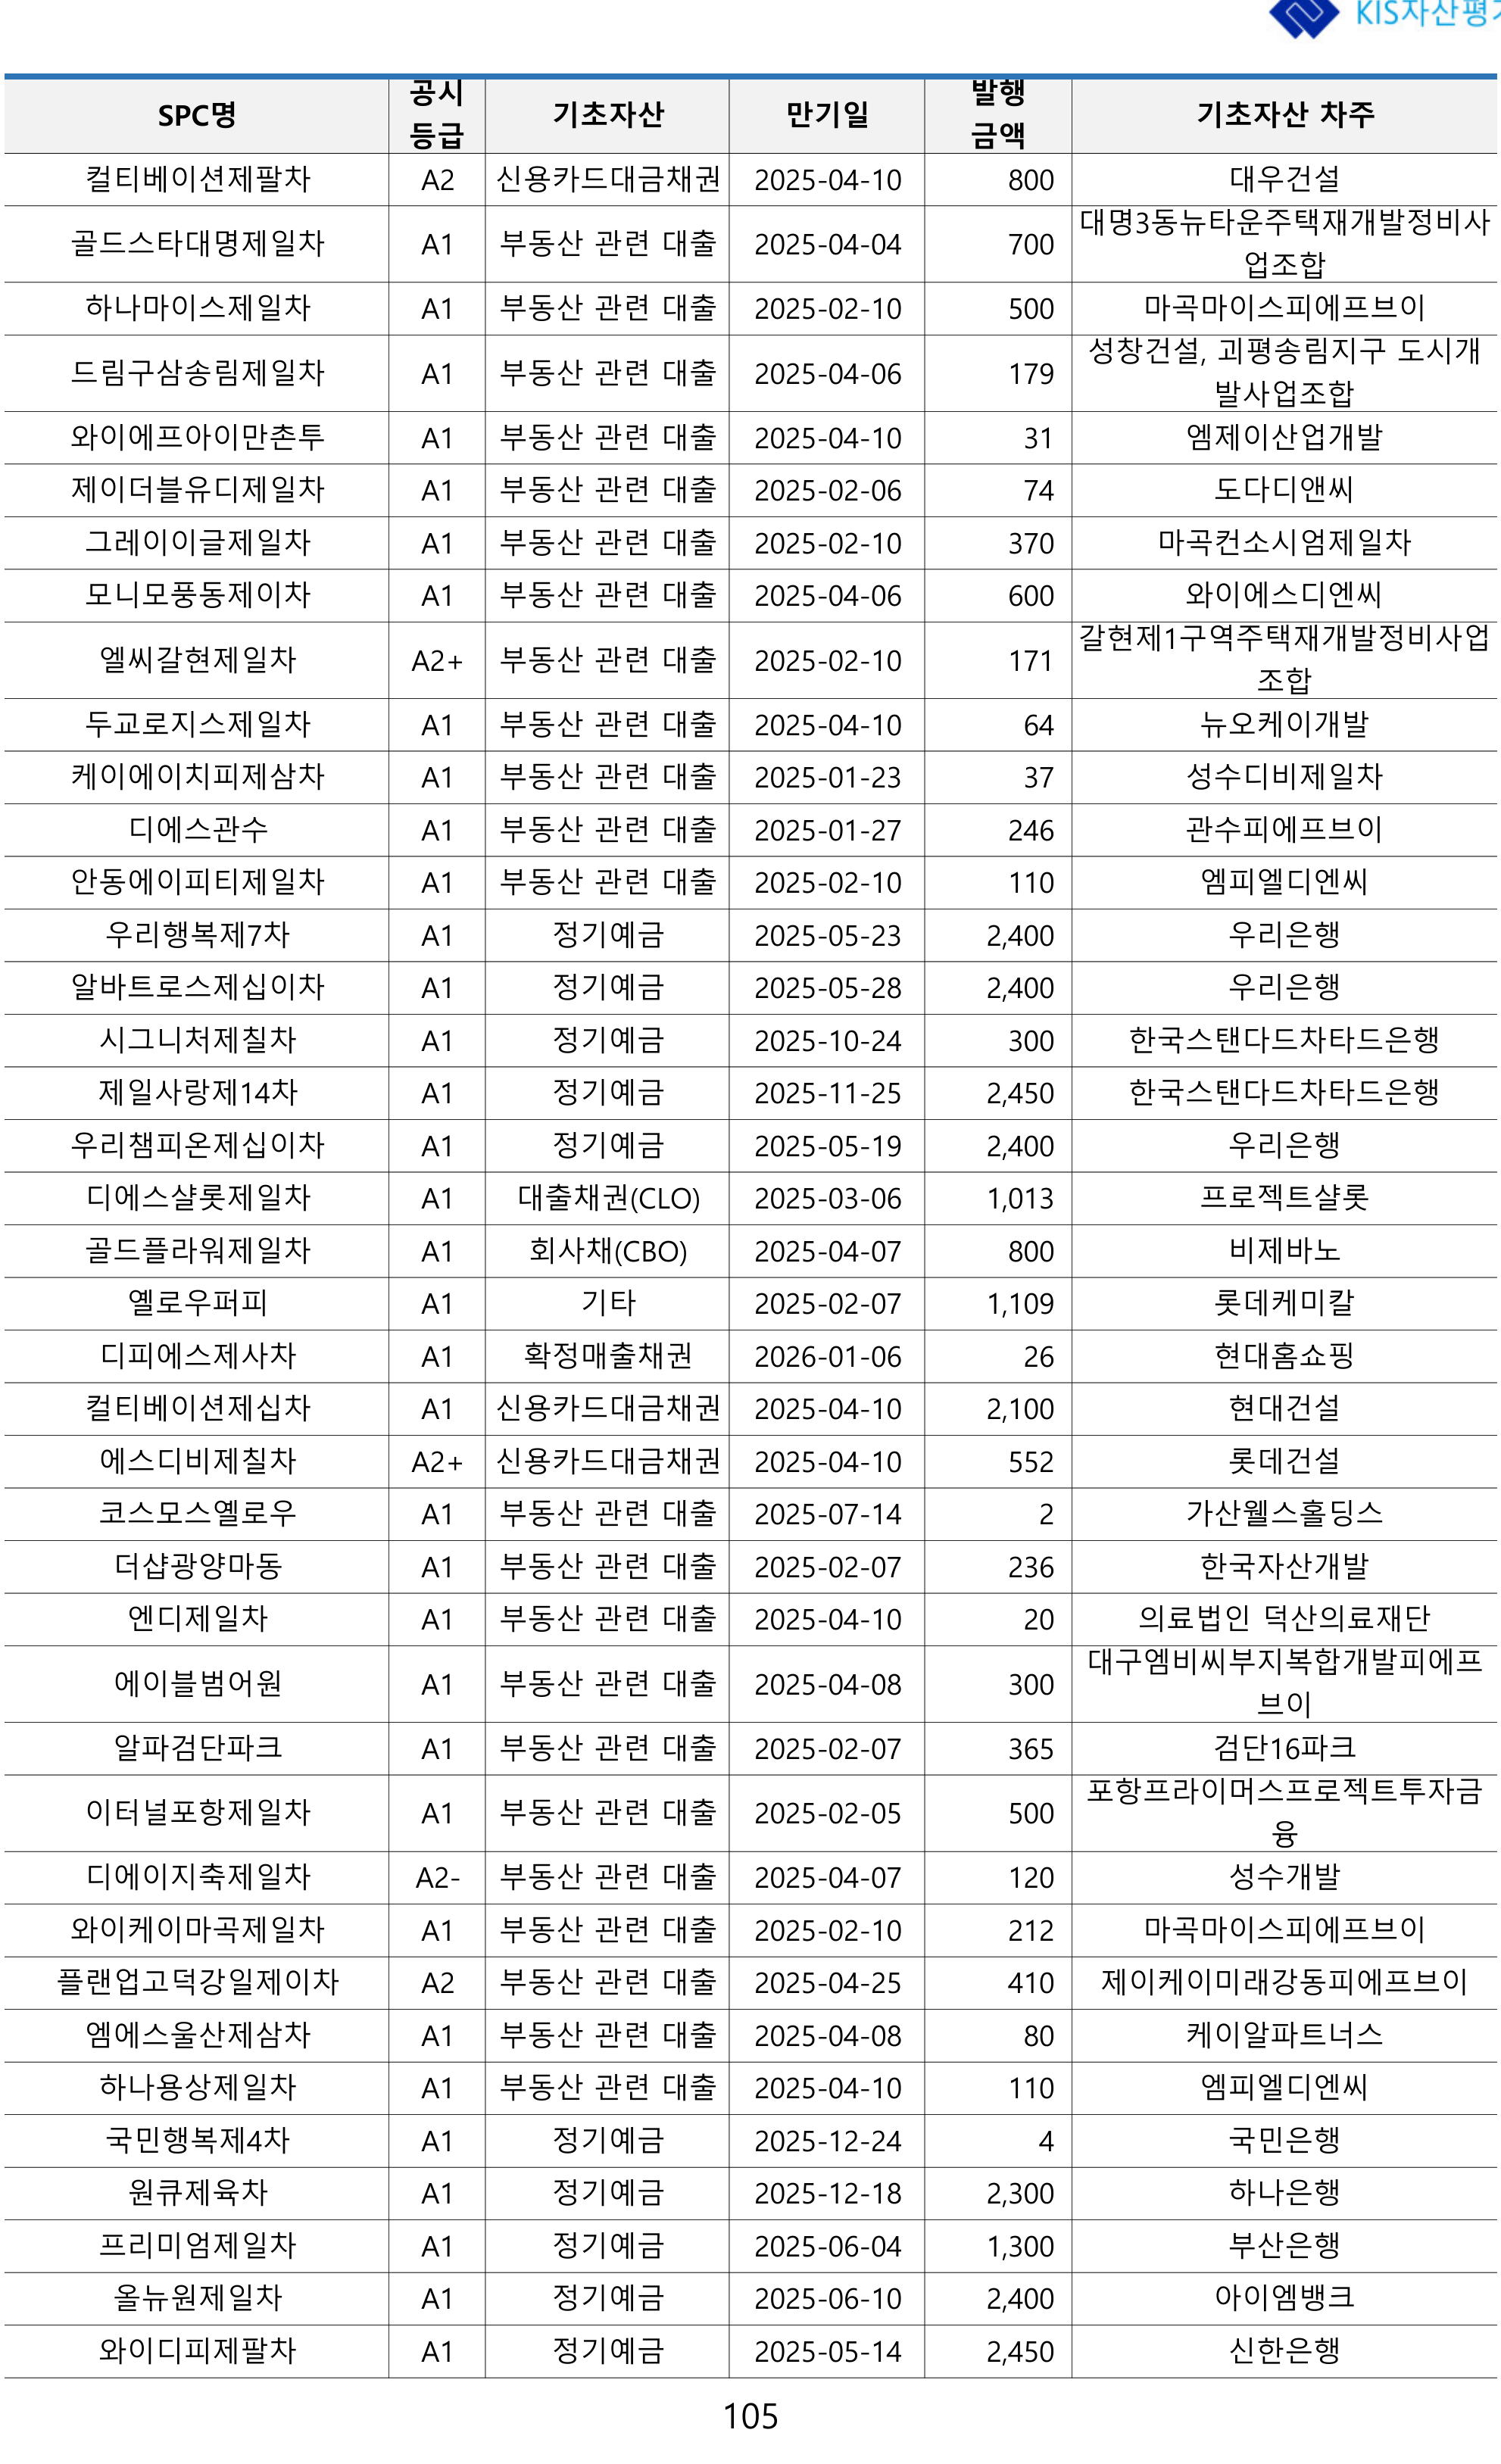 KIS자산평가
SPC명 공시 등급 기초자산 만기일 발행 금액 기초자산 차주
컬티베이션제팔차 A2 신용카드대금채권 2025-04-10 800 대우건설
골드스타대명제일차 A1 부동산 관련 대출 2025-04-04 700 대명3동뉴타운주택재개발정비사
업조합
하나마이스제일차 A1 부동산 관련 대출 2025-02-10 500 마곡마이스피에프브이
드림구삼송림제일차 A1 부동산 관련 대출 2025-04-06 179 성창건설, 괴평송림지구 도시개
발사업조합
와이에프아이만촌투 A1 부동산 관련 대출 2025-04-10 31 엠제이산업개발
제이더블유디제일차 A1 부동산 관련 대출 2025-02-06 74 도다디앤씨
그레이이글제일차 A1 부동산 관련 대출 2025-02-10 370 마곡컨소시엄제일차
모니모풍동제이차 A1 부동산 관련 대출 2025-04-06 600 와이에스디엔씨
엘씨갈현제일차 A2+ 부동산 관련 대출 2025-02-10 171 갈현제1구역주택재개발정비사업
조합
두교로지스제일차 A1 부동산 관련 대출 2025-04-10 64 뉴오케이개발
케이에이치피제삼차 A1 부동산 관련 대출 2025-01-23 37 성수디비제일차
디에스관수 A1 부동산 관련 대출 2025-01-27 246 관수피에프브이
안동에이피티제일차 A1 부동산 관련 대출 2025-02-10 110 엠피엘디엔씨
우리행복제7차 A1 정기예금 2025-05-23 2,400 우리은행
알바트로스제십이차 A1 정기예금 2025-05-28 2,400 우리은행
시그니처제칠차 A1 정기예금 2025-10-24 300 한국스탠다드차타드은행
제일사랑제14차 A1 정기예금 2025-11-25 2,450 한국스탠다드차타드은행
우리챔피온제십이차 A1 정기예금 2025-05-19 2,400 우리은행
디에스샬롯제일차 A1 대출채권(CLO) 2025-03-06 1,013 프로젝트샬롯
골드플라워제일차 A1 회사채(CBO) 2025-04-07 800 비제바노
옐로우퍼피 A1 기타 2025-02-07 1,109 롯데케미칼
디피에스제사차 A1 확정매출채권 2026-01-06 26 현대홈쇼핑
컬티베이션제십차 A1 신용카드대금채권 2025-04-10 2,100 현대건설
에스디비제칠차 A2+ 신용카드대금채권 2025-04-10 552 롯데건설
코스모스옐로우 A1 부동산 관련 대출 2025-07-14 2 가산웰스홀딩스
더샵광양마동 A1 부동산 관련 대출 2025-02-07 236 한국자산개발
엔디제일차 A1 부동산 관련 대출 2025-04-10 20 의료법인 덕산의료재단
에이블범어원 A1 부동산 관련 대출 2025-04-08 300 대구엠비씨부지복합개발피에프
브이
알파검단파크 A1 부동산 관련 대출 2025-02-07 365 검단16파크
이터널포항제일차 A1 부동산 관련 대출 2025-02-05 500 포항프라이머스프로젝트투자금
융
디에이지축제일차 A2- 부동산 관련 대출 2025-04-07 120 성수개발
와이케이마곡제일차 A1 부동산 관련 대출 2025-02-10 212 마곡마이스피에프브이
플랜업고덕강일제이차 A2 부동산 관련 대출 2025-04-25 410 제이케이미래강동피에프브이
엠에스울산제삼차 A1 부동산 관련 대출 2025-04-08 80 케이알파트너스
하나용상제일차 A1 부동산 관련 대출 2025-04-10 110 엠피엘디엔씨
국민행복제4차 A1 정기예금 2025-12-24 4 국민은행
원큐제육차 A1 정기예금 2025-12-18 2,300 하나은행
프리미엄제일차 A1 정기예금 2025-06-04 1,300 부산은행
올뉴원제일차 A1 정기예금 2025-06-10 2,400 아이엠뱅크
와이디피제팔차 A1 정기예금 2025-05-14 2,450 신한은행
105